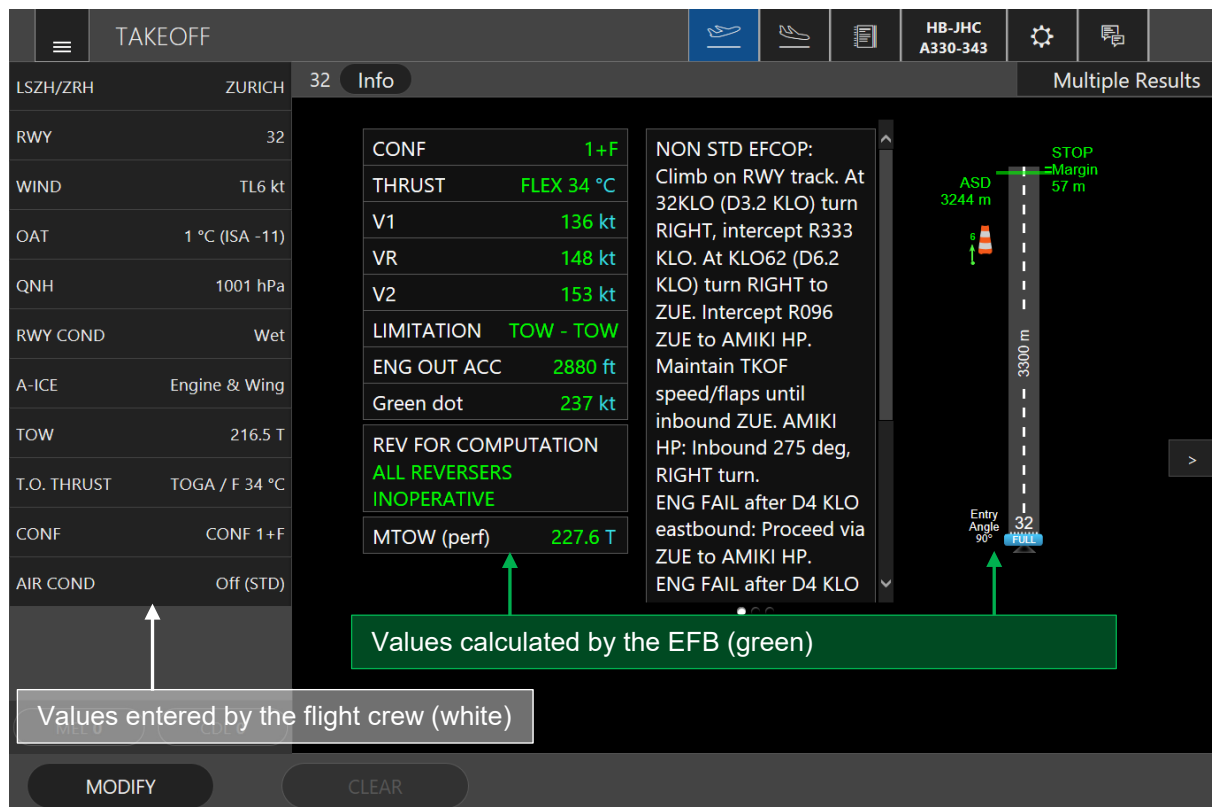 TAKEOFF
HB-JHC
A330-343
LSZH/ZRH ZURICH
RWY 32
WIND TL6 kt
OAT 1 °C (ISA -11)
QNH 1001 hPa
RWY COND Wet
A-ICE Engine & Wing
TOW 216.5 T
T.O. THRUST TOGA / F 34 °C
CONF CONF 1+F
AIR COND Off (STD)
32 Info
Multiple Results
CONF 1+F
THRUST FLEX 34 °C
V1 136 kt
VR 148 kt
V2 153 kt
LIMITATION TOW - TOW
ENG OUT ACC 2880 ft
Green dot 237 kt
REV FOR COMPUTATION
ALL REVERSERS
INOPERATIVE
MTOW (perf) 227.6 T
NON STD EFCOP:
Climb on RWY track. At
32KLO (D3.2 KLO) turn
RIGHT, intercept R333
KLO. At KLO62 (D6.2
KLO) turn RIGHT to
ZUE. Intercept R096
ZUE to AMIKI HP.
Maintain TKOF
speed/flaps until
inbound ZUE. AMIKI
HP: Inbound 275 deg,
RIGHT turn.
ENG FAIL after D4 KLO
eastbound: Proceed via
ZUE to AMIKI HP.
ENG FAIL after D4 KLO
STOP
Margin
57 m
ASD
3244 m
6
3300 m
Entry
Angle
90°
32
FULL
>
Values calculated by the EFB (green)
Values entered by the flight crew (white)
MEL 0
CDL 0
MODIFY
CLEAR